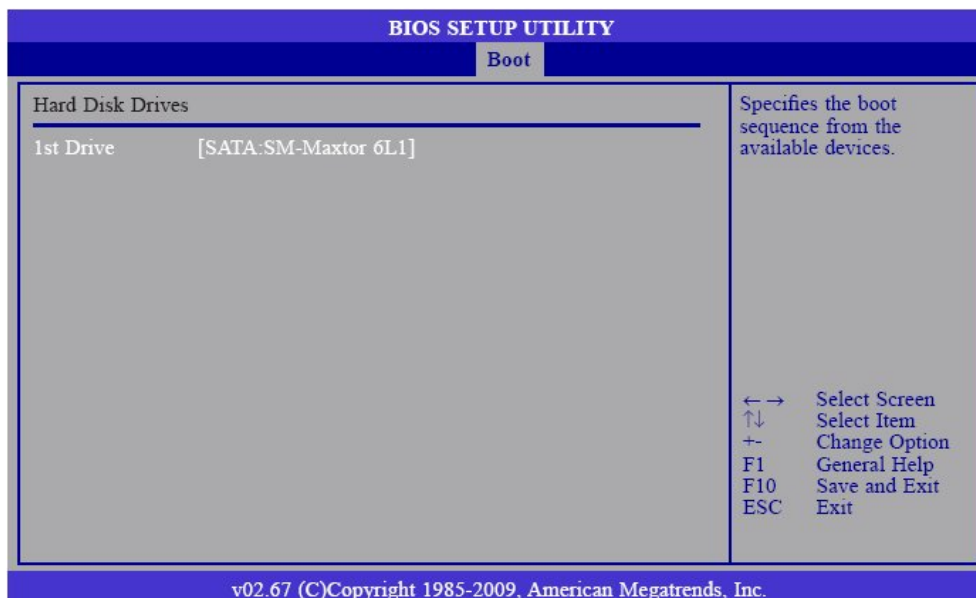 BIOS SETUP UTILITY
Boot
Hard Disk Drives
1st Drive [SATA:SM-Maxtor 6L1]
Specifies the boot
sequence from the
available devices.
←→ Select Screen
↑↓ Select Item
+- Change Option
F1 General Help
F10 Save and Exit
ESC Exit
v02.67 (C)Copyright 1985-2009, American Megatrends, Inc.